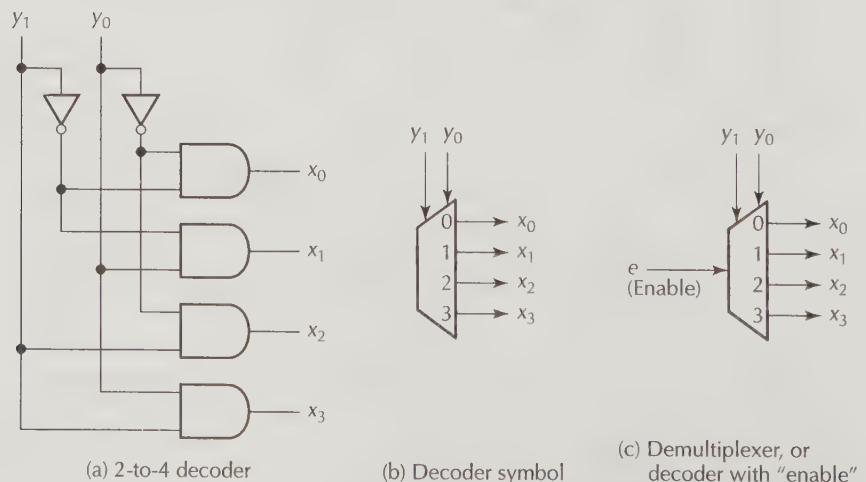 y1 y0
x0
x1
x2
x3
(a) 2-to-4 decoder
y1 y0
0 x0
1 x1
2 x2
3 x3
(b) Decoder symbol
y1 y0
e
(Enable)
0 x0
1 x1
2 x2
3 x3
(c) Demultiplexer, or
decoder with “enable”